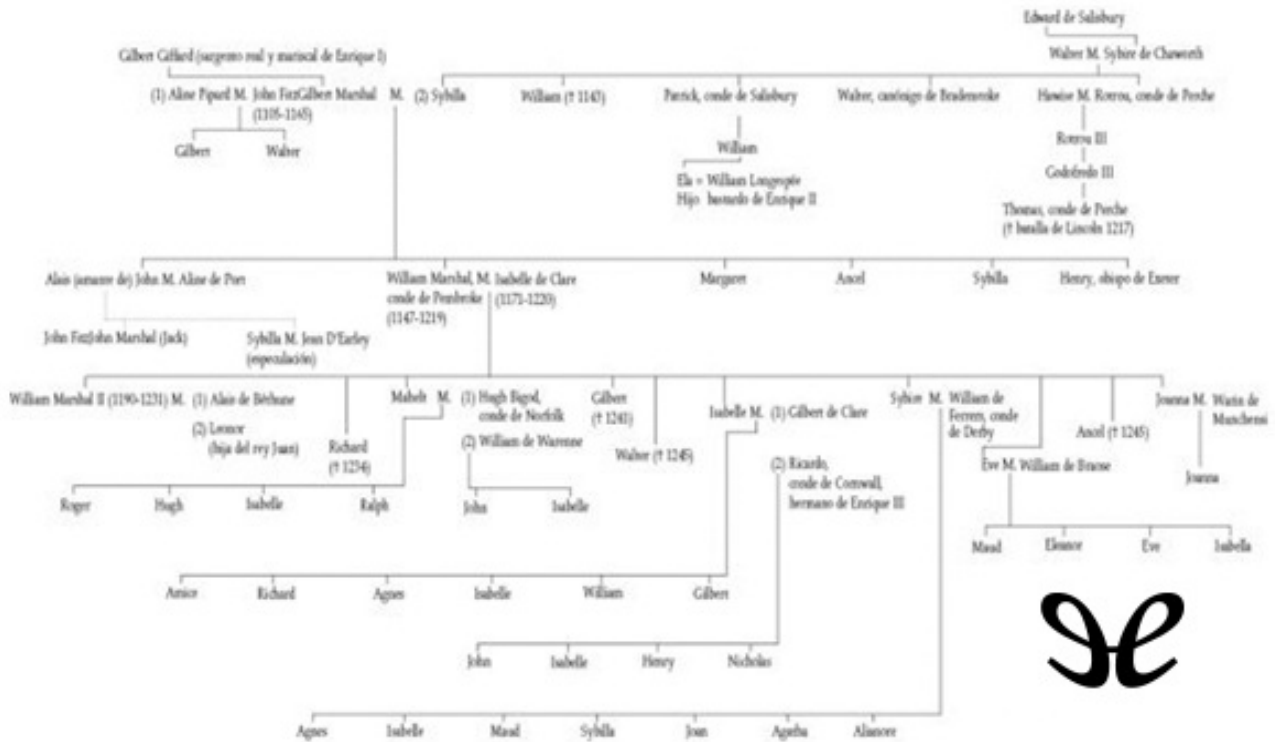 Edward de Salisbury
Gilbert Giffard (sargento real y mariscal de Enrique I)
Walter M. Sybire de Chaworth
(1) Aline Pipard M. John FitzGilbert Marshal M. (2) Sybilla
(1105-1165)
William († 1143)
Patrick, conde de Salisbury
Walter, canónigo de Bradenstoke
Hawise M. Rotrou, conde de Perche
Gilbert
Walter
William
Rotrou III
Ela = William Longespée
Hijo bastardo de Enrique II
Godofredo III
Thomas, conde de Perche
(† batalla de Lincoln 1217)
Alais (amante de) John M. Aline de Port
William Marshal, M. Isabelle de Clare
conde de Pembroke (1171-1220)
(1147-1219)
Margaret
Ancel
Sybilla
Henry, obispo de Exeter
John FitzJohn Marshal (Jack)
Sybilla M. Jean D'Earley
(especulación)
William Marshal II (1190-1231) M. (1) Alais de Béthune
(2) Leonor
(hija del rey Juan)
Richard
(† 1234)
Mahelt M. (1) Hugh Bigod,
conde de Norfolk
(2) William de Warenne
Gilbert
(† 1241)
Walter († 1245)
Isabelle M. (1) Gilbert de Clare
(2) Ricardo,
conde de Cornwall,
hermano de Enrique III
Sybire M. William de
Ferrers, conde
de Derby
Eve M. William de Braose
Ancel († 1245)
Joanna M. Warin de
Munchensi
Joanna
Roger
Hugh
Isabelle
Ralph
John
Isabelle
Maud
Eleanor
Eve
Isabella
Amice
Richard
Agnes
Isabelle
William
Gilbert
John
Isabelle
Henry
Nicholas
Agnes
Isabelle
Maud
Sybilla
Joan
Agatha
Alianore